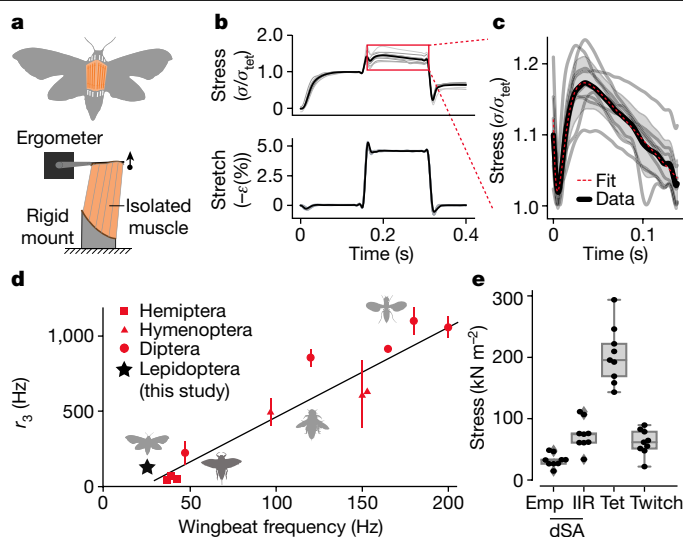 a
Ergometer
Rigid
mount
Isolated
muscle
b
Stress
(σ/σtet)
2.0
1.0
0
Stretch
(−ε(%))
5.0
2.5
0
0
0.2
0.4
Time (s)
c
Stress (σ/σtet)
1.2
1.1
1.0
Fit
Data
0
0.1
Time (s)
d
Hemiptera
Hymenoptera
Diptera
Lepidoptera
(this study)
r3 (Hz)
1,000
500
0
0
50
100
150
200
Wingbeat frequency (Hz)
e
Stress (kN m−2)
300
200
100
0
Emp IIR Tet Twitch
dSA